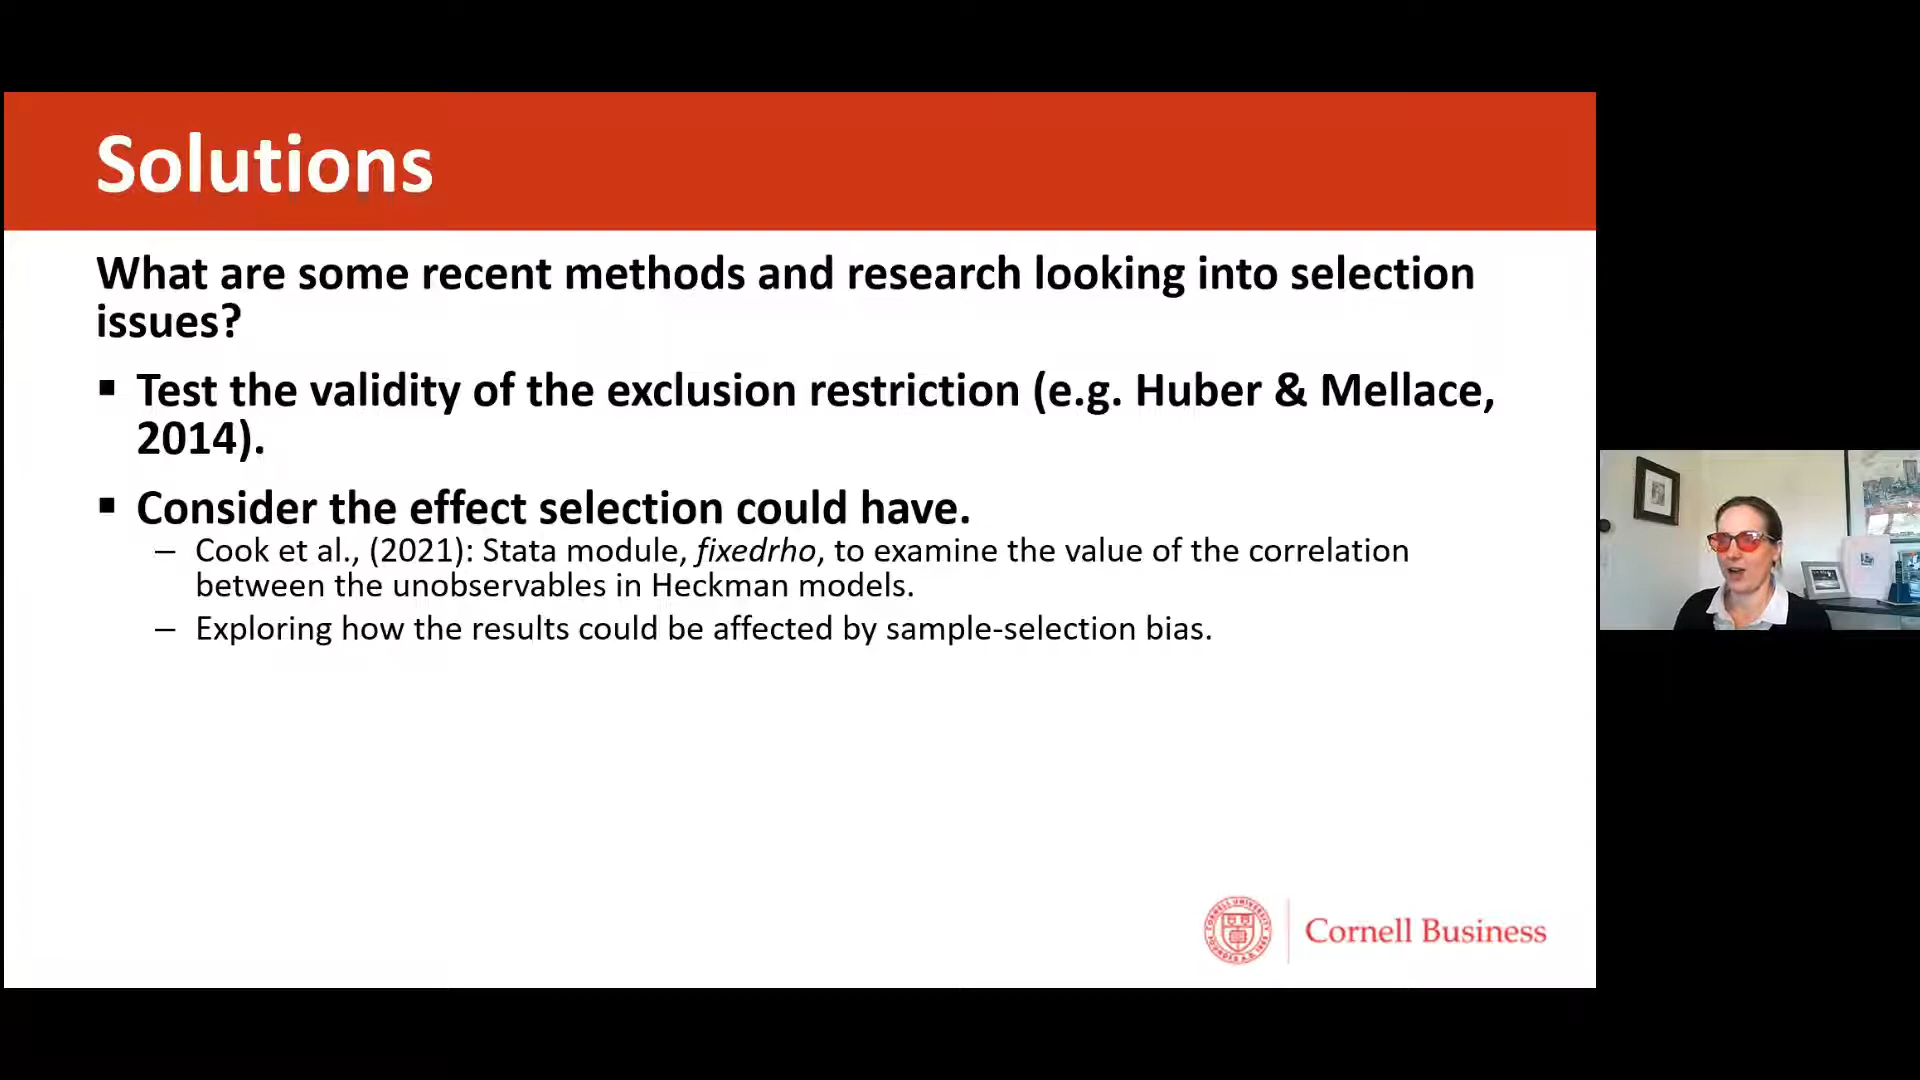 Solutions
What are some recent methods and research looking into selection
issues?
▪ Test the validity of the exclusion restriction (e.g. Huber & Mellace,
2014).
▪ Consider the effect selection could have.
– Cook et al., (2021): Stata module, fixedrho, to examine the value of the correlation
between the unobservables in Heckman models.
– Exploring how the results could be affected by sample-selection bias.
Cornell Business